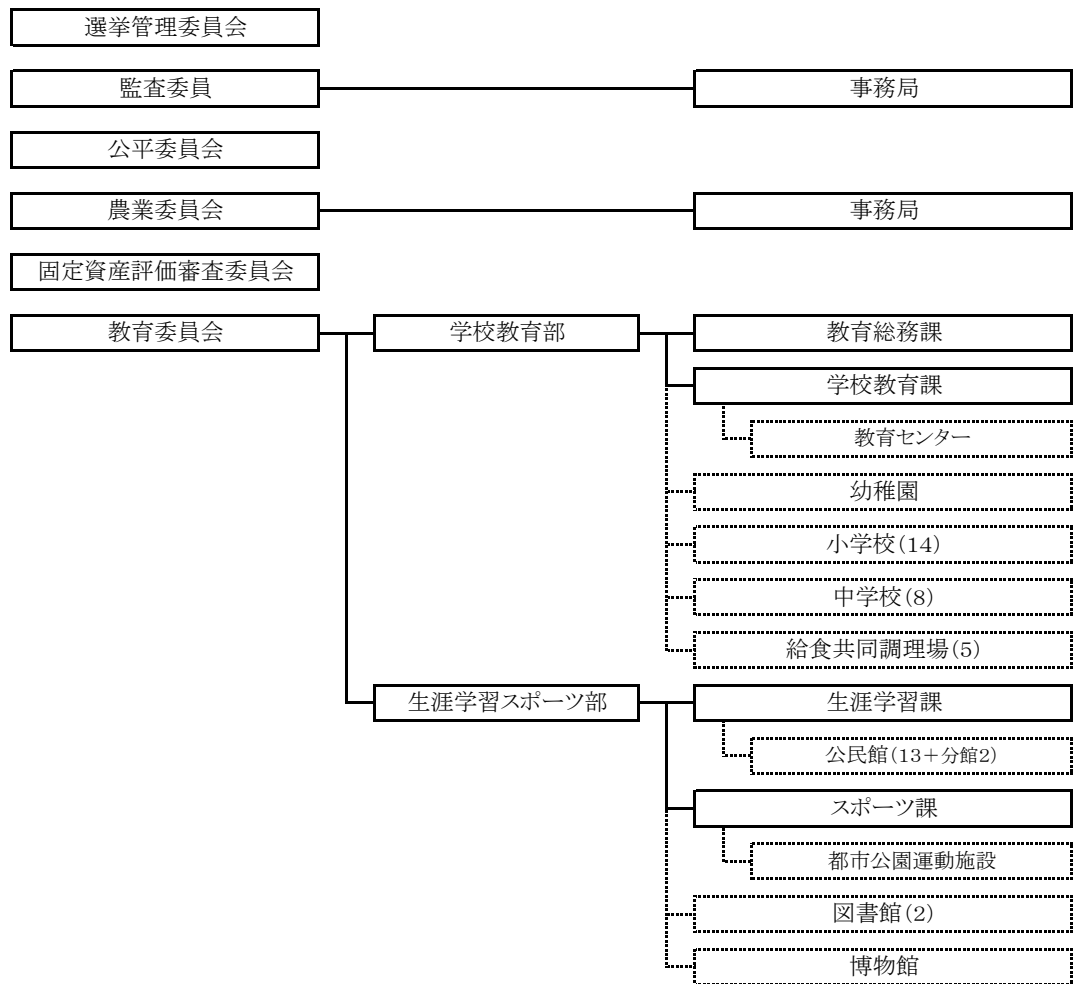 選挙管理委員会
監査委員
事務局
公平委員会
農業委員会
事務局
固定資産評価審査委員会
教育委員会
学校教育部
教育総務課
学校教育課
教育センター
幼稚園
小学校(14)
中学校(8)
給食共同調理場(5)
生涯学習スポーツ部
生涯学習課
公民館(13＋分館2)
スポーツ課
都市公園運動施設
図書館(2)
博物館